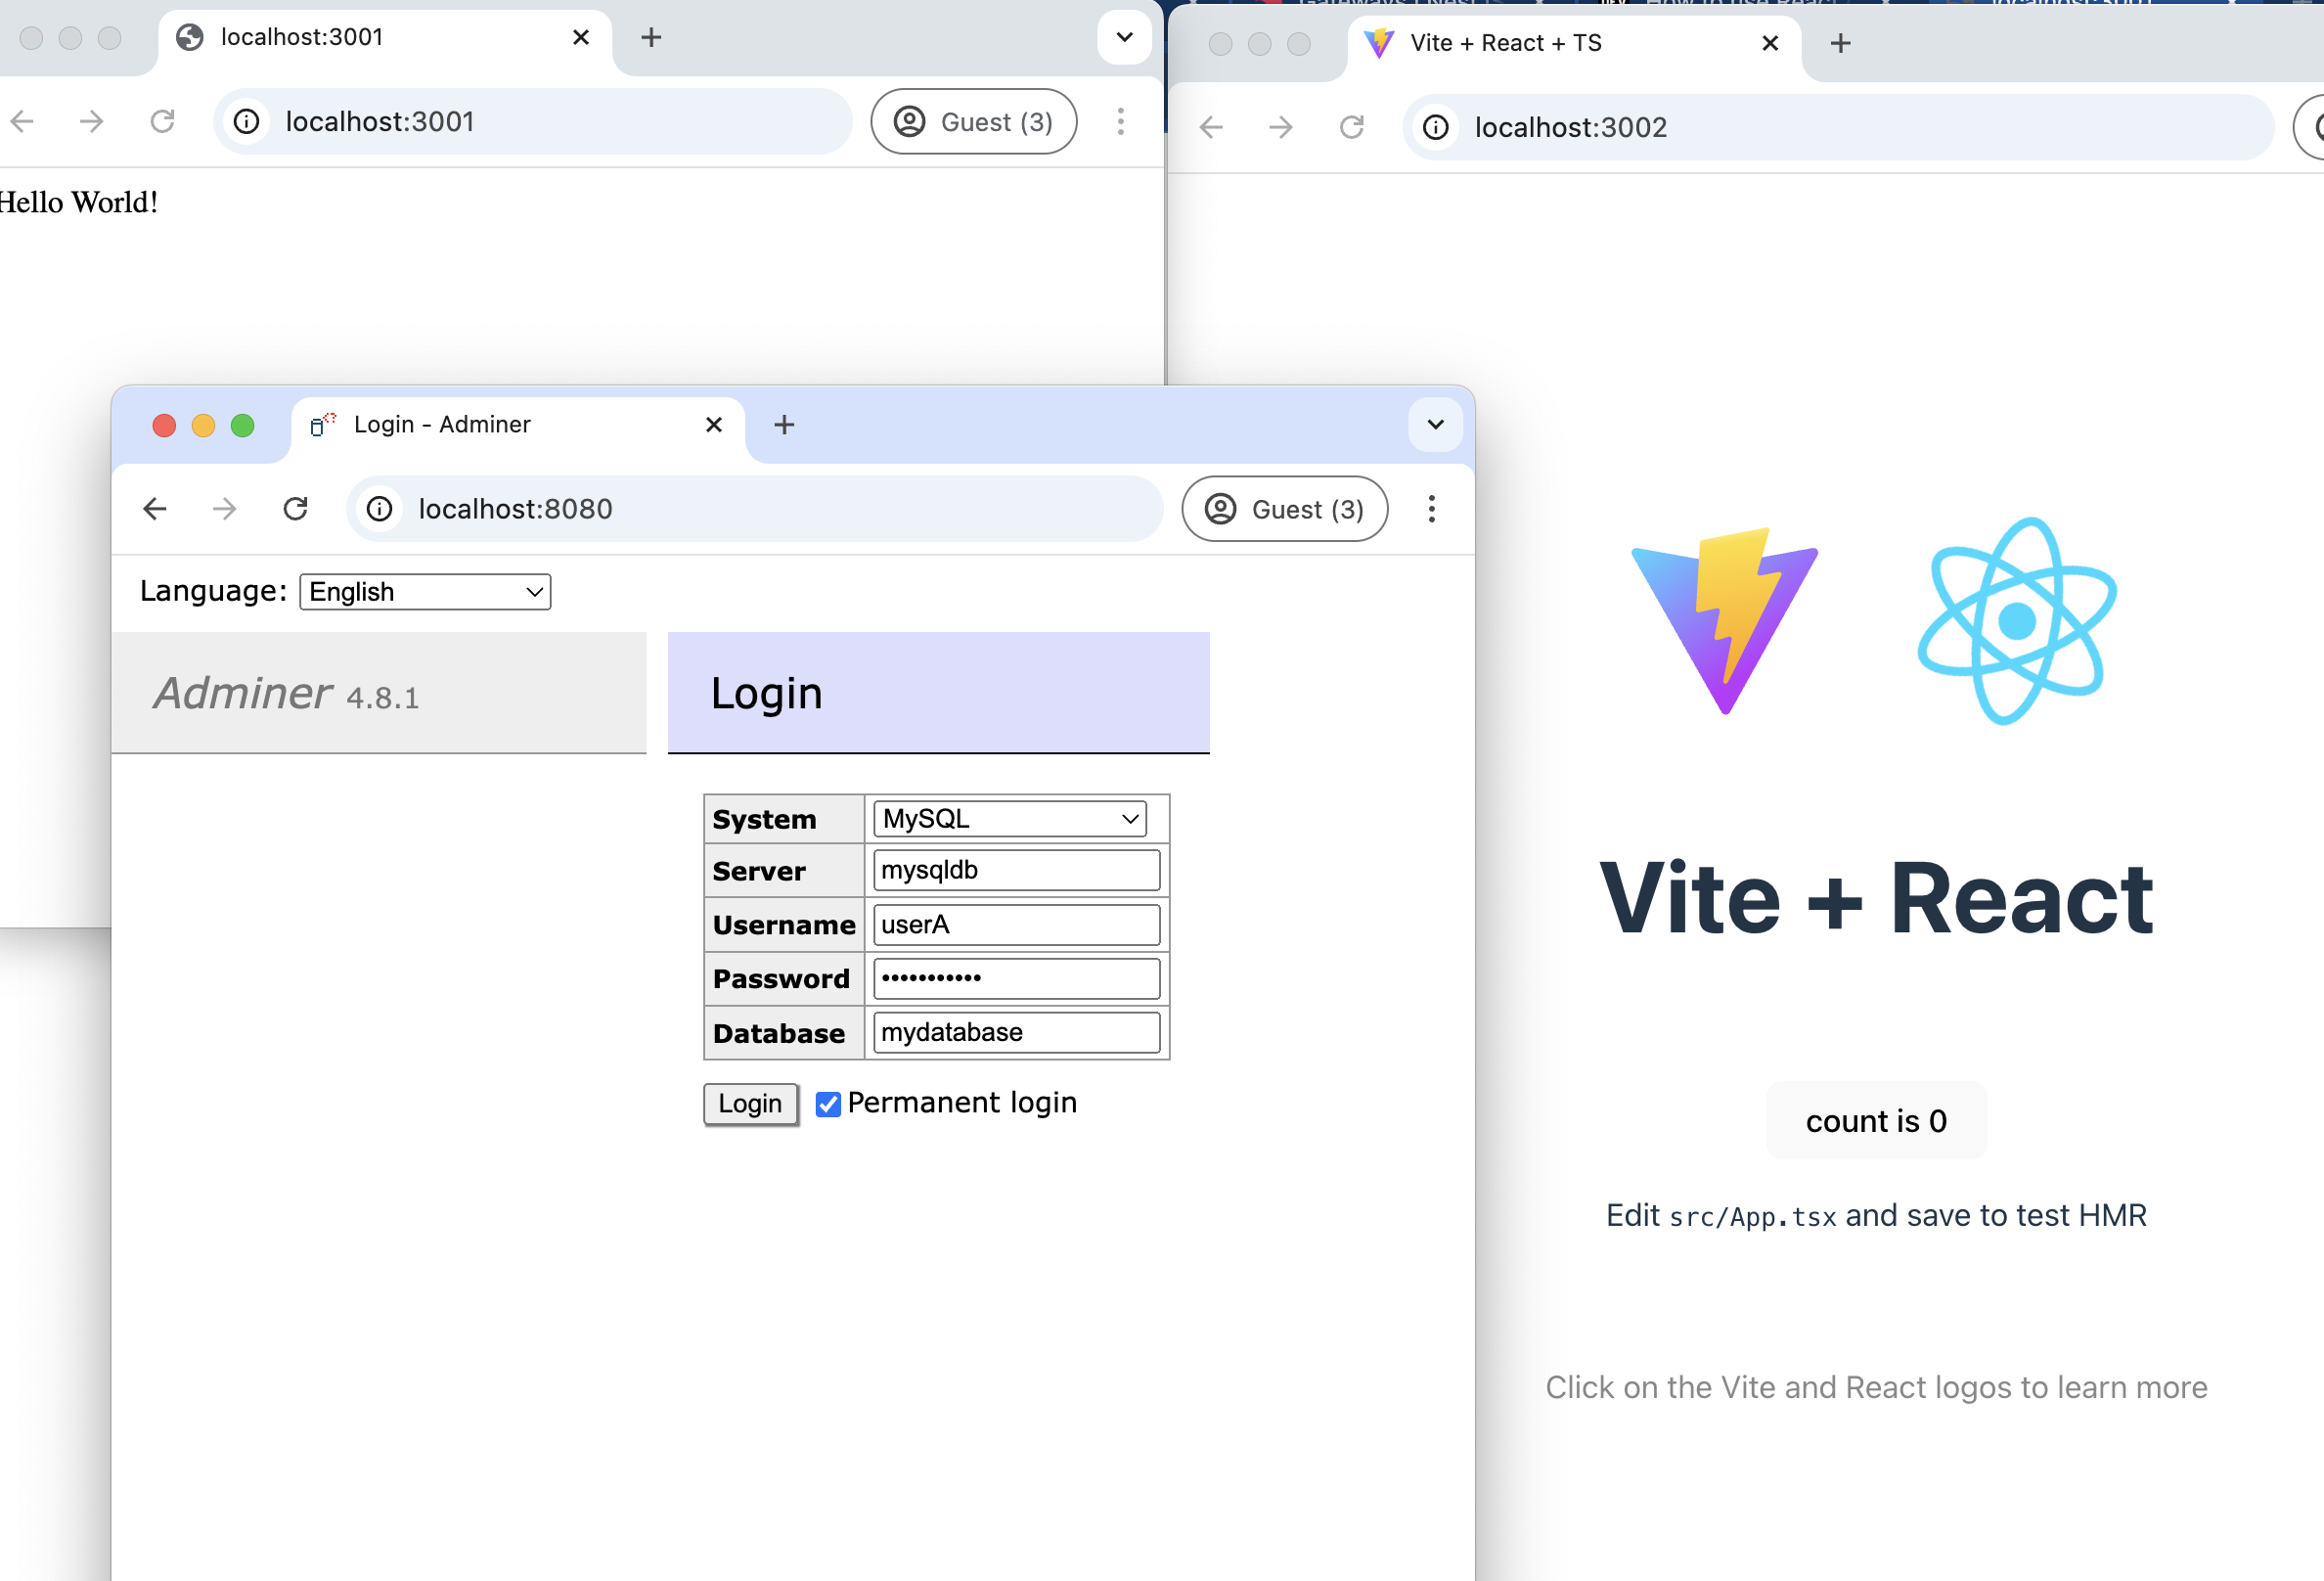 localhost:3001
localhost:3001
Guest (3)
Hello World!
Vite + React + TS
localhost:3002
Login - Adminer
localhost:8080
Guest (3)
Language: English
Adminer 4.8.1
Login
System MySQL
Server mysqldb
Username userA
Password •••••••••••
Database mydatabase
Login Permanent login
Vite + React
count is 0
Edit src/App.tsx and save to test HMR
Click on the Vite and React logos to learn more